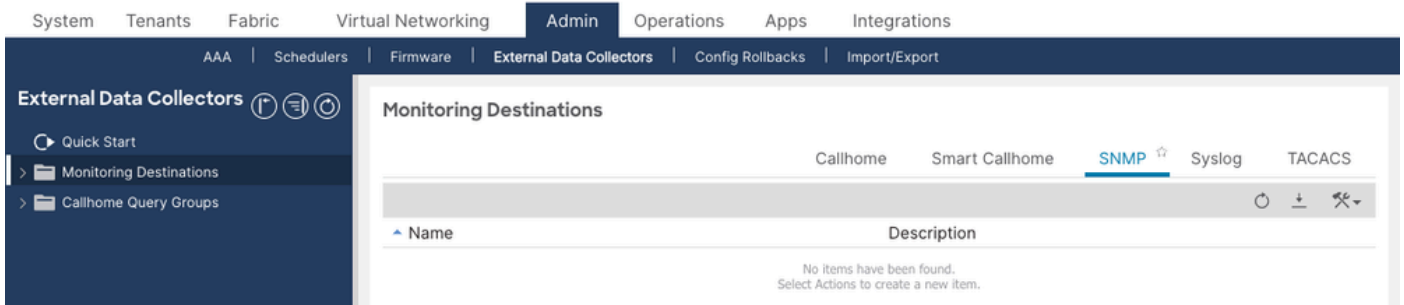 System Tenants Fabric Virtual Networking Admin Operations Apps Integrations
AAA | Schedulers | Firmware | External Data Collectors | Config Rollbacks | Import/Export
External Data Collectors
Quick Start
Monitoring Destinations
Callhome Query Groups
Monitoring Destinations
Callhome Smart Callhome SNMP Syslog TACACS
Name Description
No items have been found.
Select Actions to create a new item.